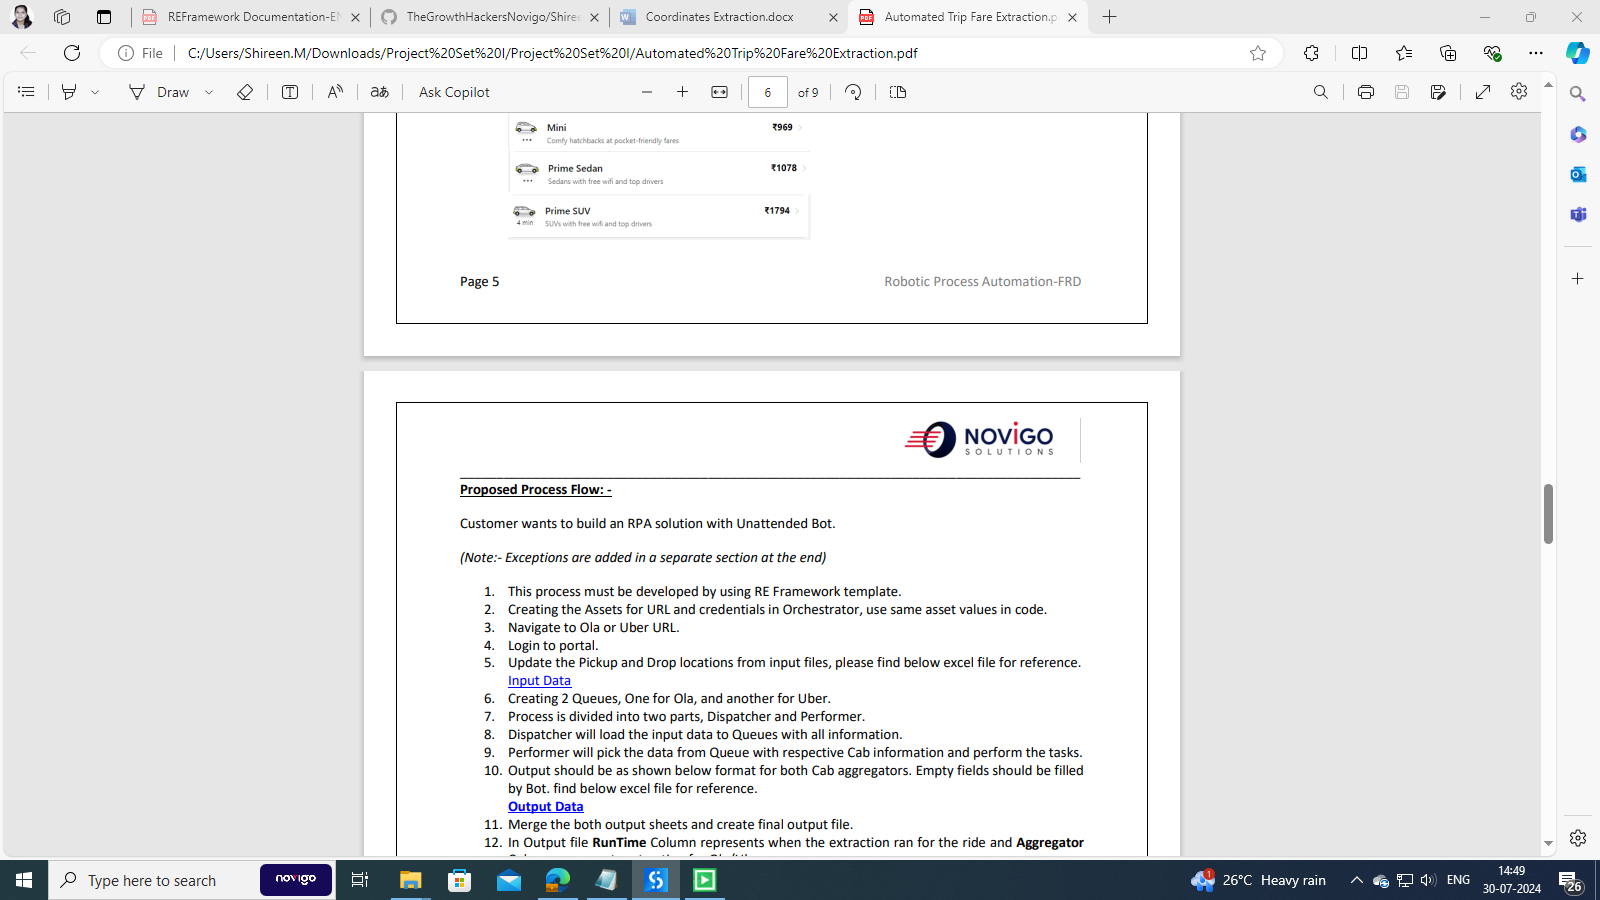 REFramework Documentation-EN
TheGrowthHackersNovigo/Shiree
Coordinates Extraction.docx
Automated Trip Fare Extraction.p
File
C:/Users/Shireen.M/Downloads/Project%20Set%20I/Project%20Set%20I/Automated%20Trip%20Fare%20Extraction.pdf
Draw
Ask Copilot
6 of 9
Mini ₹969
Comfy hatchbacks at pocket-friendly fares
Prime Sedan ₹1078
Sedans with free wifi and top drivers
Prime SUV ₹1794
4 min SUVs with free wifi and top drivers
Page 5 Robotic Process Automation-FRD
NOVIGO
SOLUTIONS
Proposed Process Flow: -
Customer wants to build an RPA solution with Unattended Bot.
(Note:- Exceptions are added in a separate section at the end)
1. This process must be developed by using RE Framework template.
2. Creating the Assets for URL and credentials in Orchestrator, use same asset values in code.
3. Navigate to Ola or Uber URL.
4. Login to portal.
5. Update the Pickup and Drop locations from input files, please find below excel file for reference.
Input Data
6. Creating 2 Queues, One for Ola, and another for Uber.
7. Process is divided into two parts, Dispatcher and Performer.
8. Dispatcher will load the input data to Queues with all information.
9. Performer will pick the data from Queue with respective Cab information and perform the tasks.
10. Output should be as shown below format for both Cab aggregators. Empty fields should be filled
by Bot. find below excel file for reference.
Output Data
11. Merge the both output sheets and create final output file.
12. In Output file RunTime Column represents when the extraction ran for the ride and Aggregator
Type here to search
novigo
26°C Heavy rain
ENG
14:49
30-07-2024
26